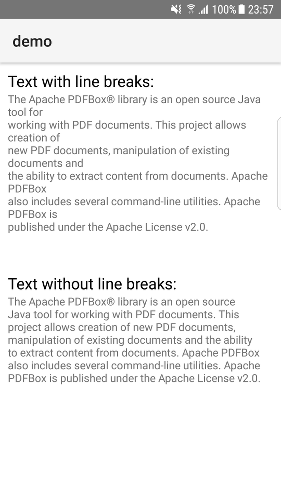 100% 23:57
demo
Text with line breaks:
The Apache PDFBox® library is an open source Java
tool for
working with PDF documents. This project allows
creation of
new PDF documents, manipulation of existing
documents and
the ability to extract content from documents. Apache
PDFBox
also includes several command-line utilities. Apache
PDFBox is
published under the Apache License v2.0.
Text without line breaks:
The Apache PDFBox® library is an open source
Java tool for working with PDF documents. This
project allows creation of new PDF documents,
manipulation of existing documents and the ability
to extract content from documents. Apache PDFBox
also includes several command-line utilities. Apache
PDFBox is published under the Apache License v2.0.